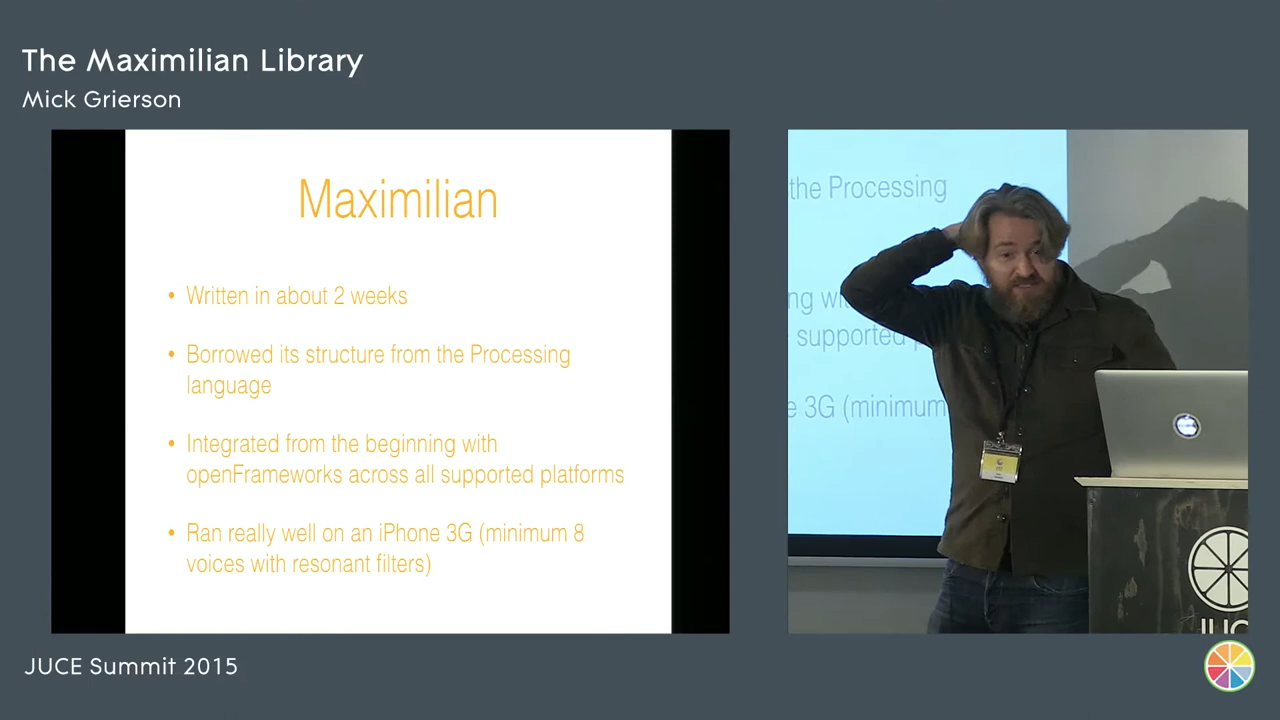 The Maximilian Library
Mick Grierson
Maximilian
• Written in about 2 weeks
• Borrowed its structure from the Processing
language
• Integrated from the beginning with
openFrameworks across all supported platforms
• Ran really well on an iPhone 3G (minimum 8
voices with resonant filters)
the Processing
supported
3G (minimum
JUCE Summit 2015